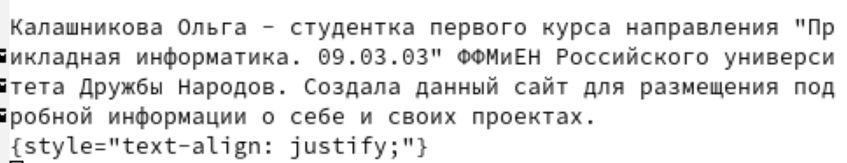 Калашникова Ольга - студентка первого курса направления "Пр
икладная информатика. 09.03.03" ФФМиЕН Российского универси
тета Дружбы Народов. Создала данный сайт для размещения под
робной информации о себе и своих проектах.
{style="text-align: justify;"}